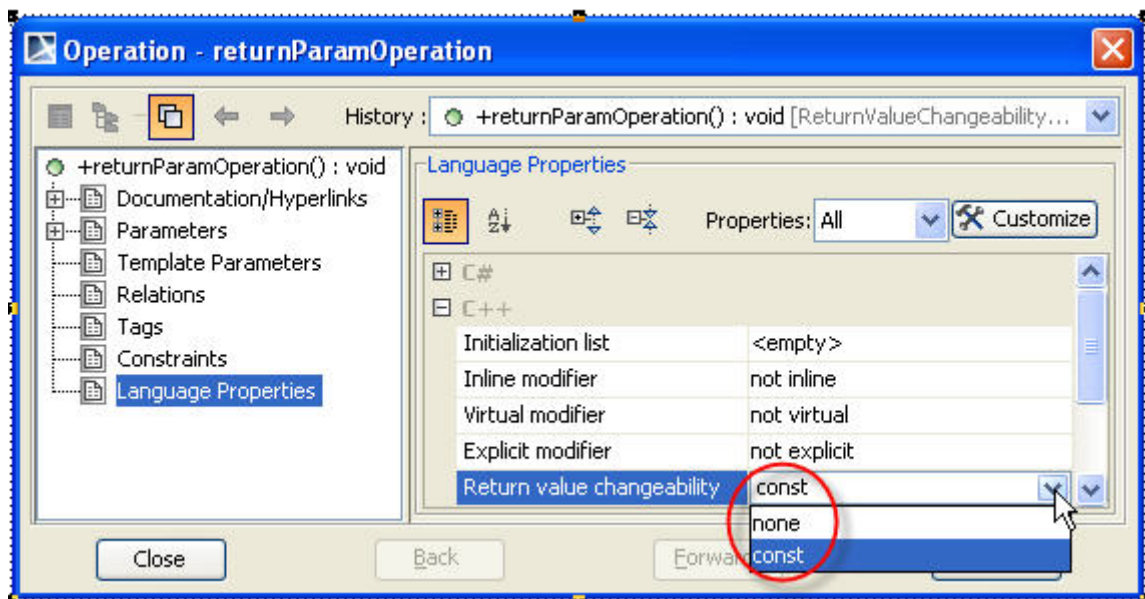 Operation - returnParamOperation
History : +returnParamOperation() : void [ReturnValueChangeability...
+returnParamOperation() : void
Documentation/Hyperlinks
Parameters
Template Parameters
Relations
Tags
Constraints
Language Properties
Language Properties
Properties: All Customize
C#
C++
Initialization list <empty>
Inline modifier not inline
Virtual modifier not virtual
Explicit modifier not explicit
Return value changeability const
none
const
Close Back